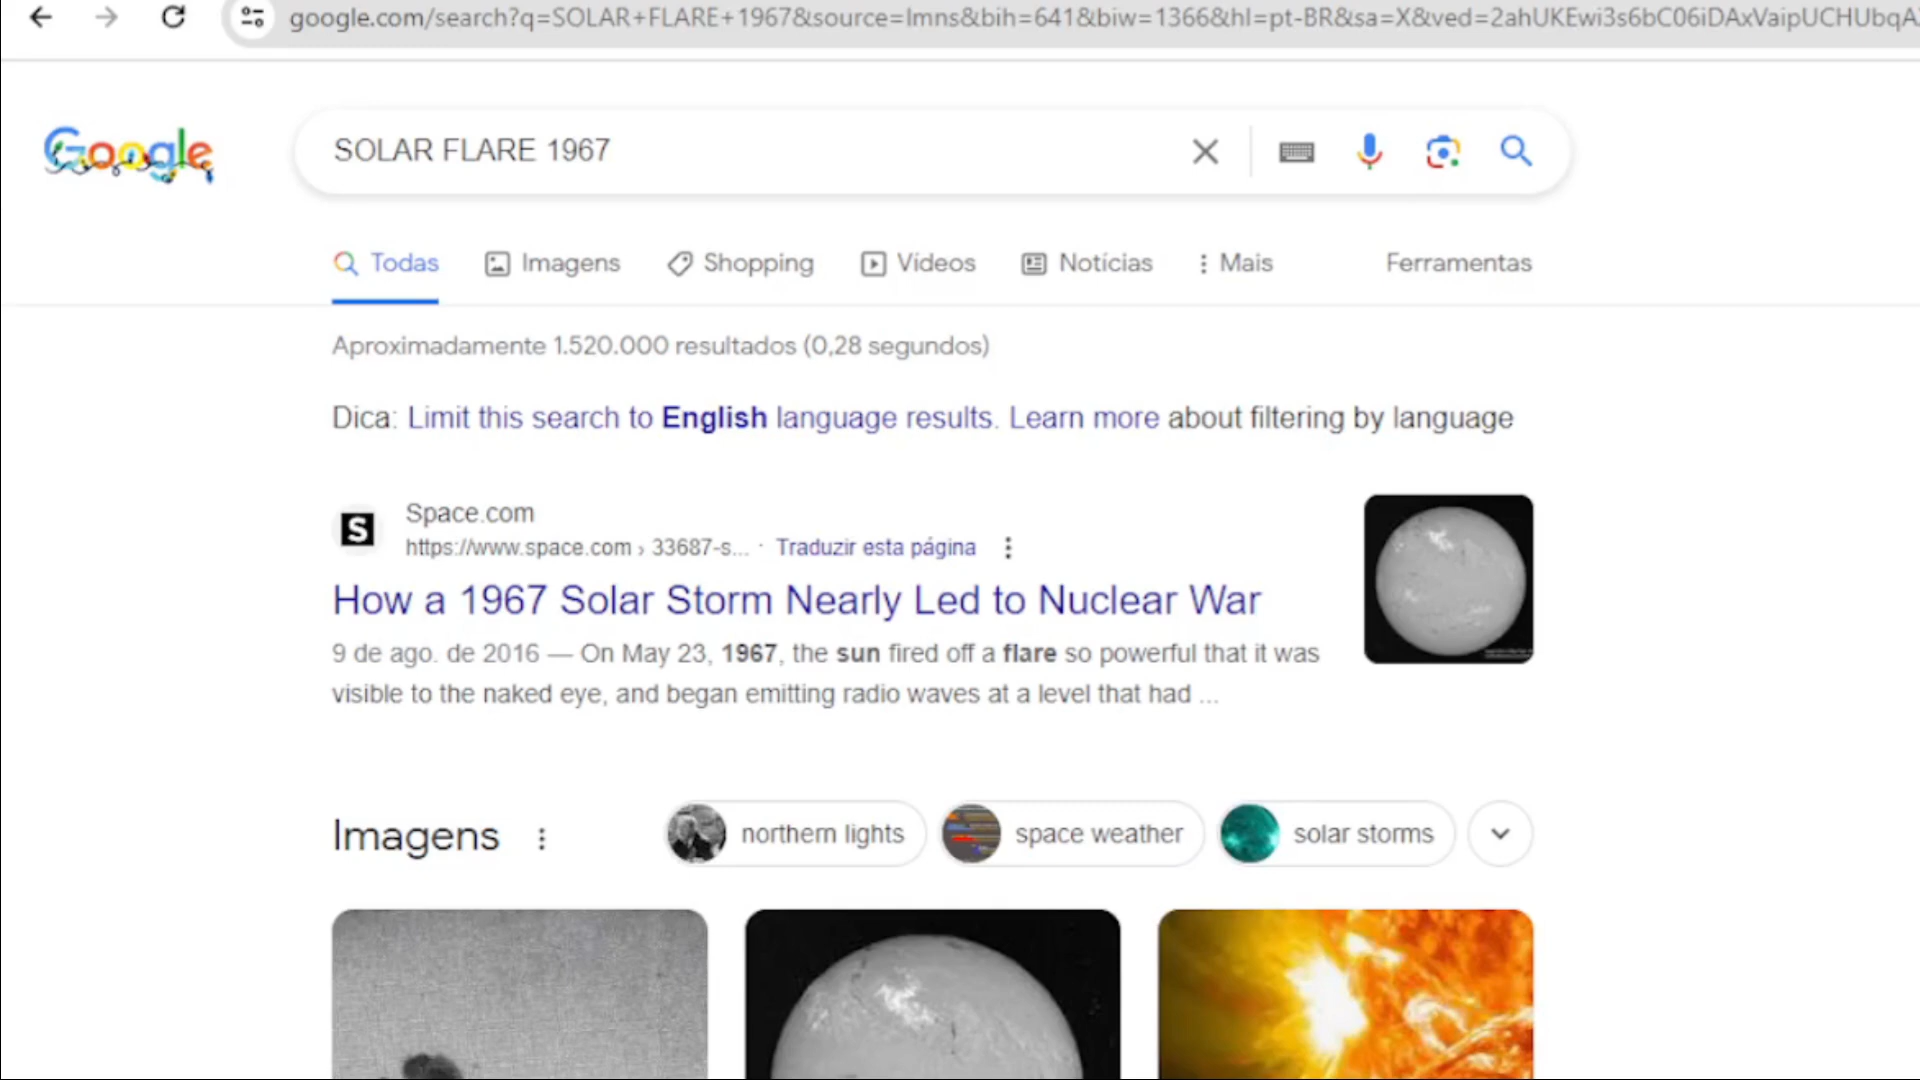 google.com/search?q=SOLAR+FLARE+1967&source=lmns&bih=641&biw=1366&hl=pt-BR&sa=X&ved=2ahUKEwi3s6bC06iDAxVaipUCHUbqA
Google
SOLAR FLARE 1967
Todas Imagens Shopping Vídeos Notícias Mais Ferramentas
Aproximadamente 1.520.000 resultados (0,28 segundos)
Dica: Limit this search to English language results. Learn more about filtering by language
S
Space.com
https://www.space.com › 33687-s... · Traduzir esta página
How a 1967 Solar Storm Nearly Led to Nuclear War
9 de ago. de 2016 — On May 23, 1967, the sun fired off a flare so powerful that it was
visible to the naked eye, and began emitting radio waves at a level that had ...
Imagens northern lights space weather solar storms